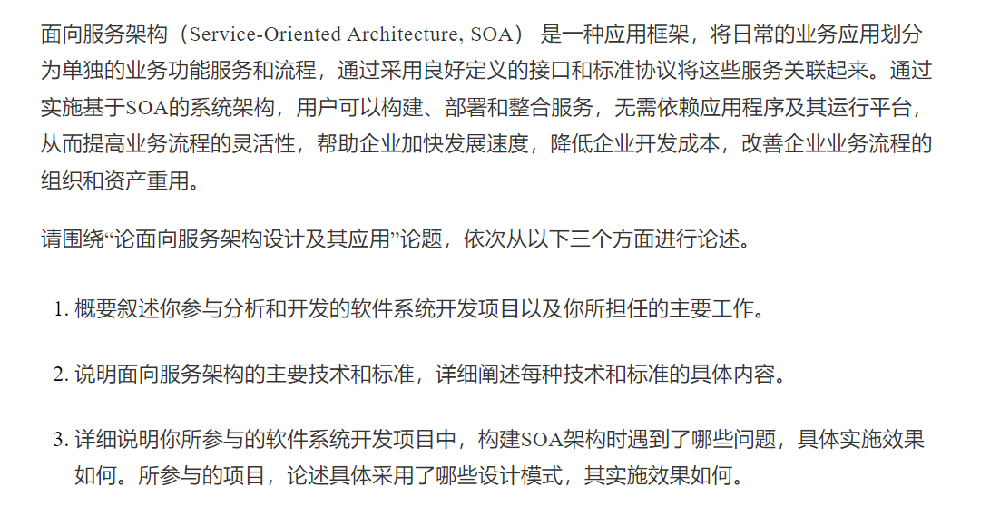 面向服务架构（Service-Oriented Architecture, SOA） 是一种应用框架，将日常的业务应用划分
为单独的业务功能服务和流程，通过采用良好定义的接口和标准协议将这些服务关联起来。通过
实施基于SOA的系统架构，用户可以构建、部署和整合服务，无需依赖应用程序及其运行平台，
从而提高业务流程的灵活性，帮助企业加快发展速度，降低企业开发成本，改善企业业务流程的
组织和资产重用。
请围绕“论面向服务架构设计及其应用”论题，依次从以下三个方面进行论述。
1. 概要叙述你参与分析和开发的软件系统开发项目以及你所担任的主要工作。
2. 说明面向服务架构的主要技术和标准，详细阐述每种技术和标准的具体内容。
3. 详细说明你所参与的软件系统开发项目中，构建SOA架构时遇到了哪些问题，具体实施效果
如何。所参与的项目，论述具体采用了哪些设计模式，其实施效果如何。